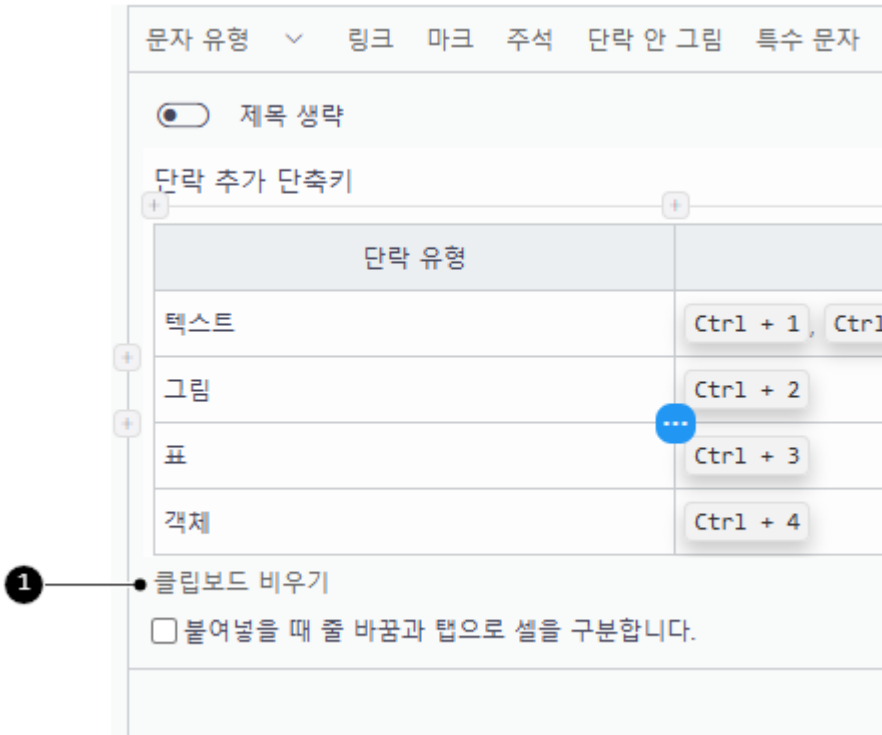 문자 유형 링크 마크 주석 단락 안 그림 특수 문자
제목 생략
단락 추가 단축키
+ +
단락 유형
텍스트 Ctrl + 1, Ctrl
+
그림 Ctrl + 2
+ ...
표 Ctrl + 3
객체 Ctrl + 4
1 클립보드 비우기
붙여넣을 때 줄 바꿈과 탭으로 셀을 구분합니다.